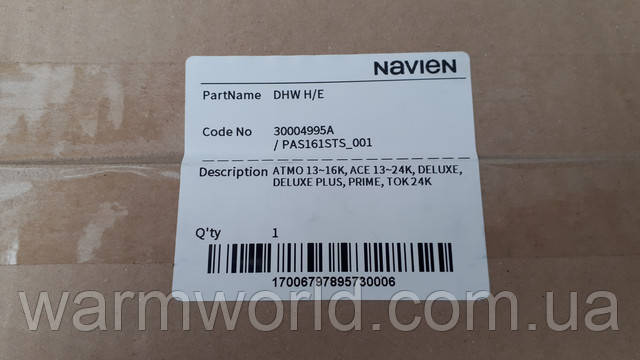 NAVIEN
PartName DHW H/E
Code No 30004995A
/ PAS161STS_001
Description ATMO 13~16K, ACE 13~24K, DELUXE,
DELUXE PLUS, PRIME, TOK 24K
Q'ty 1
17006797895730006
www.warmworld.com.ua